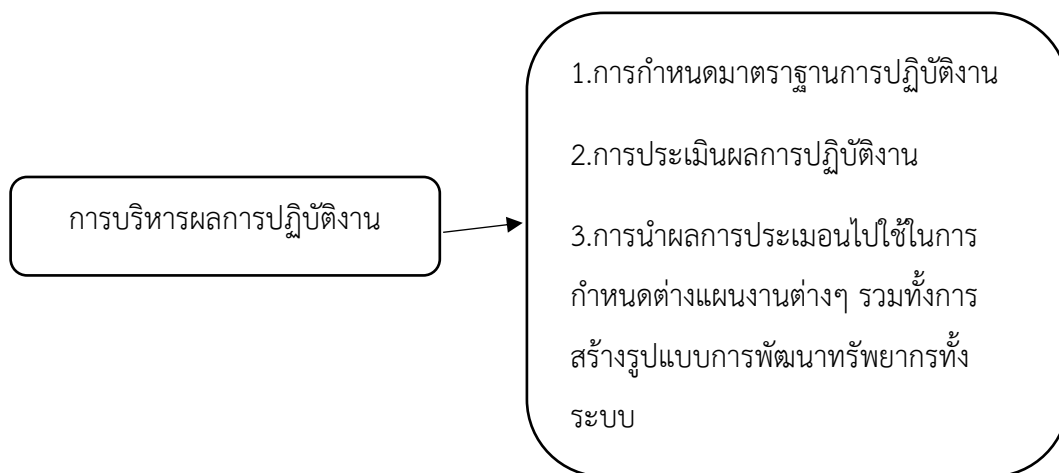 การบริหารผลการปฏิบัติงาน
1.การกำหนดมาตราฐานการปฏิบัติงาน
2.การประเมินผลการปฏิบัติงาน
3.การนำผลการประเมอนไปใช้ในการ
กำหนดต่างแผนงานต่างๆ รวมทั้งการ
สร้างรูปแบบการพัฒนาทรัพยากรทั้ง
ระบบ